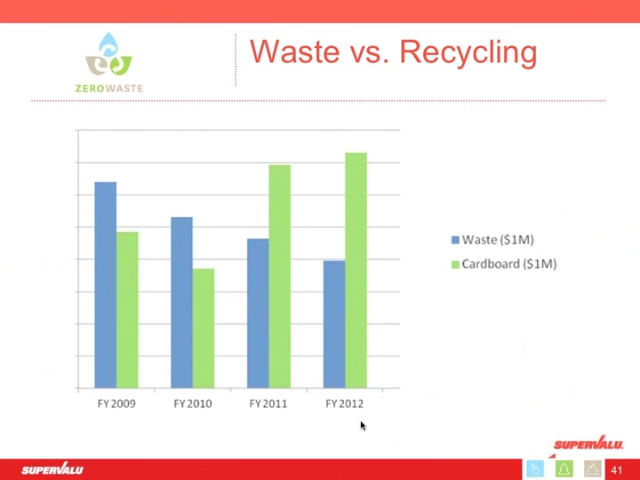 Waste vs. Recycling
ZEROWASTE
Waste ($1M)
Cardboard ($1M)
FY 2009
FY 2010
FY 2011
FY 2012
SUPERVALU.
SUPERVALU
41